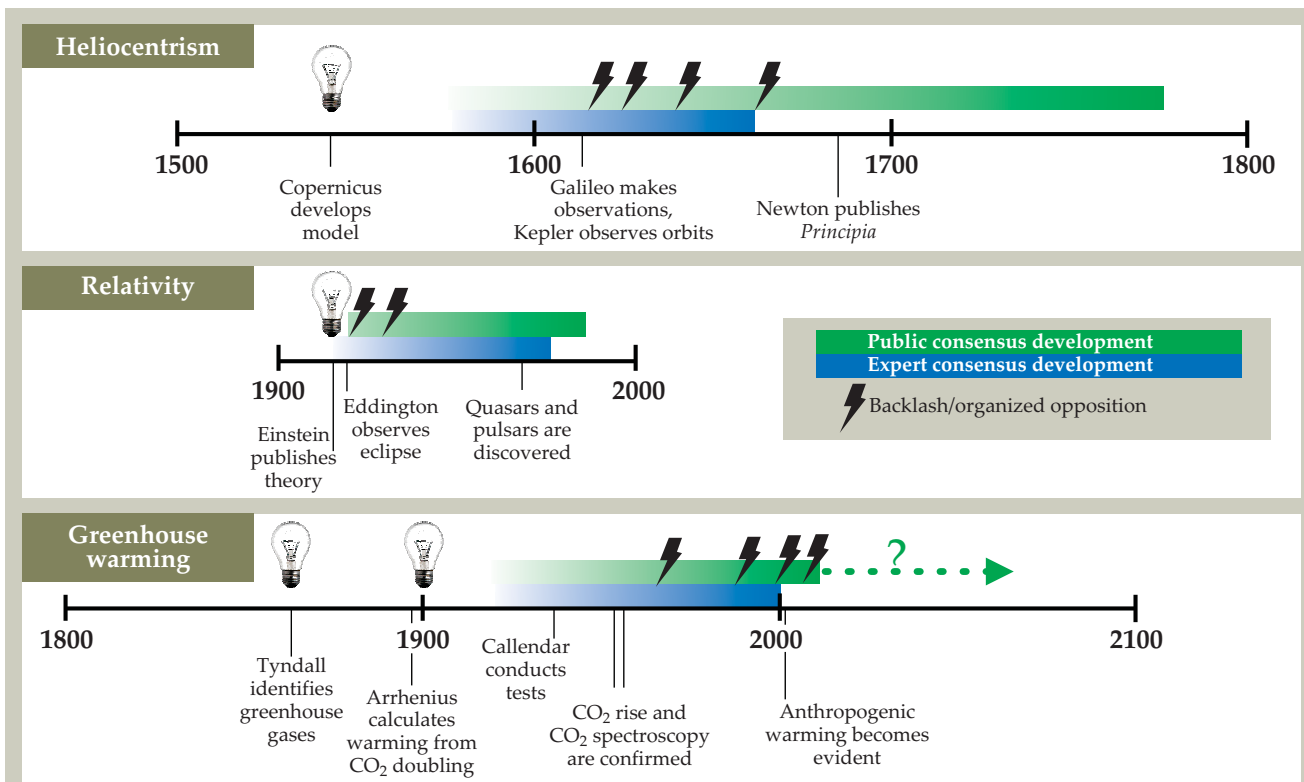 Heliocentrism
1500
1600
1700
1800
Copernicus
develops
model
Galileo makes
observations,
Kepler observes orbits
Newton publishes
Principia
Relativity
1900
2000
Einstein
publishes
theory
Eddington
observes
eclipse
Quasars and
pulsars are
discovered
Public consensus development
Expert consensus development
Backlash/organized opposition
Greenhouse
warming
?
1800
1900
2000
2100
Tyndall
identifies
greenhouse
gases
Arrhenius
calculates
warming from
CO₂ doubling
Callendar
conducts
tests
CO₂ rise and
CO₂ spectroscopy
are confirmed
Anthropogenic
warming becomes
evident